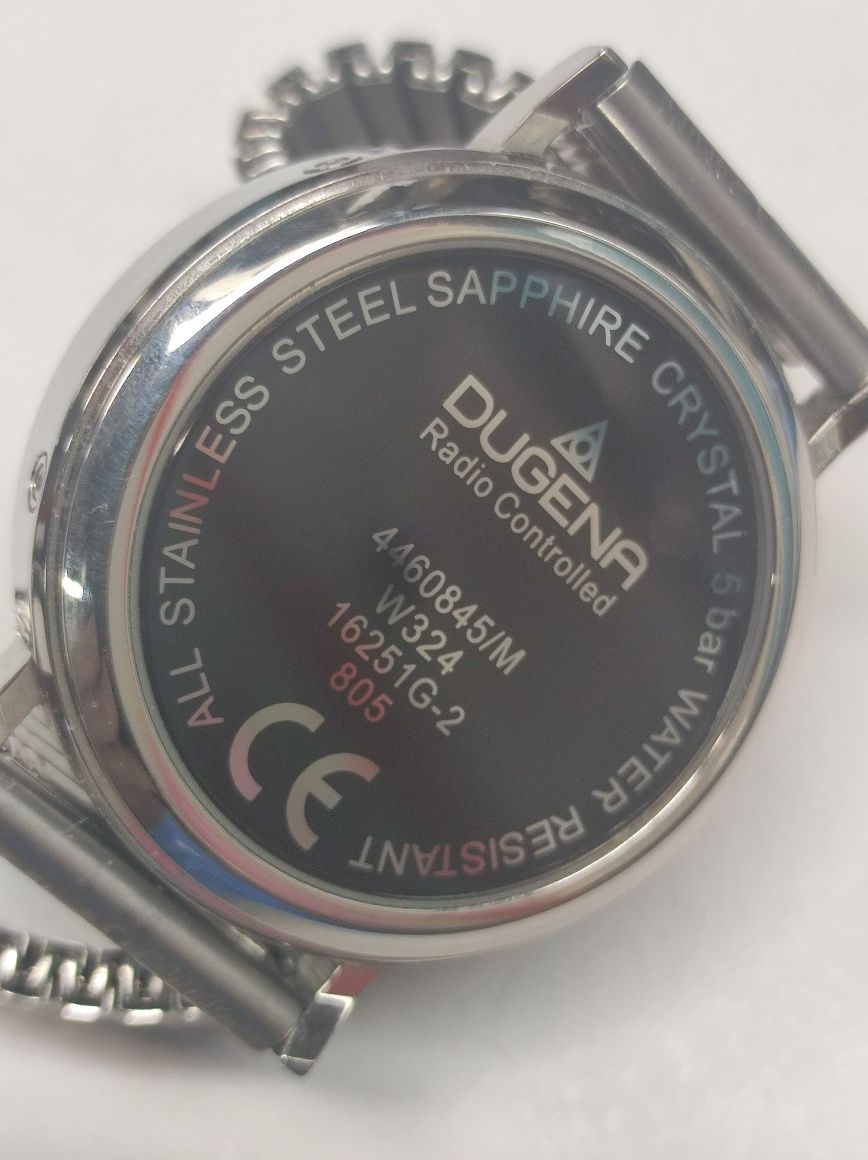 ALL STAINLESS STEEL SAPPHIRE CRYSTAL 5 bar WATER RESISTANT
DUGENA
Radio Controlled
4460845/M
W324
16251G-2
805
CE